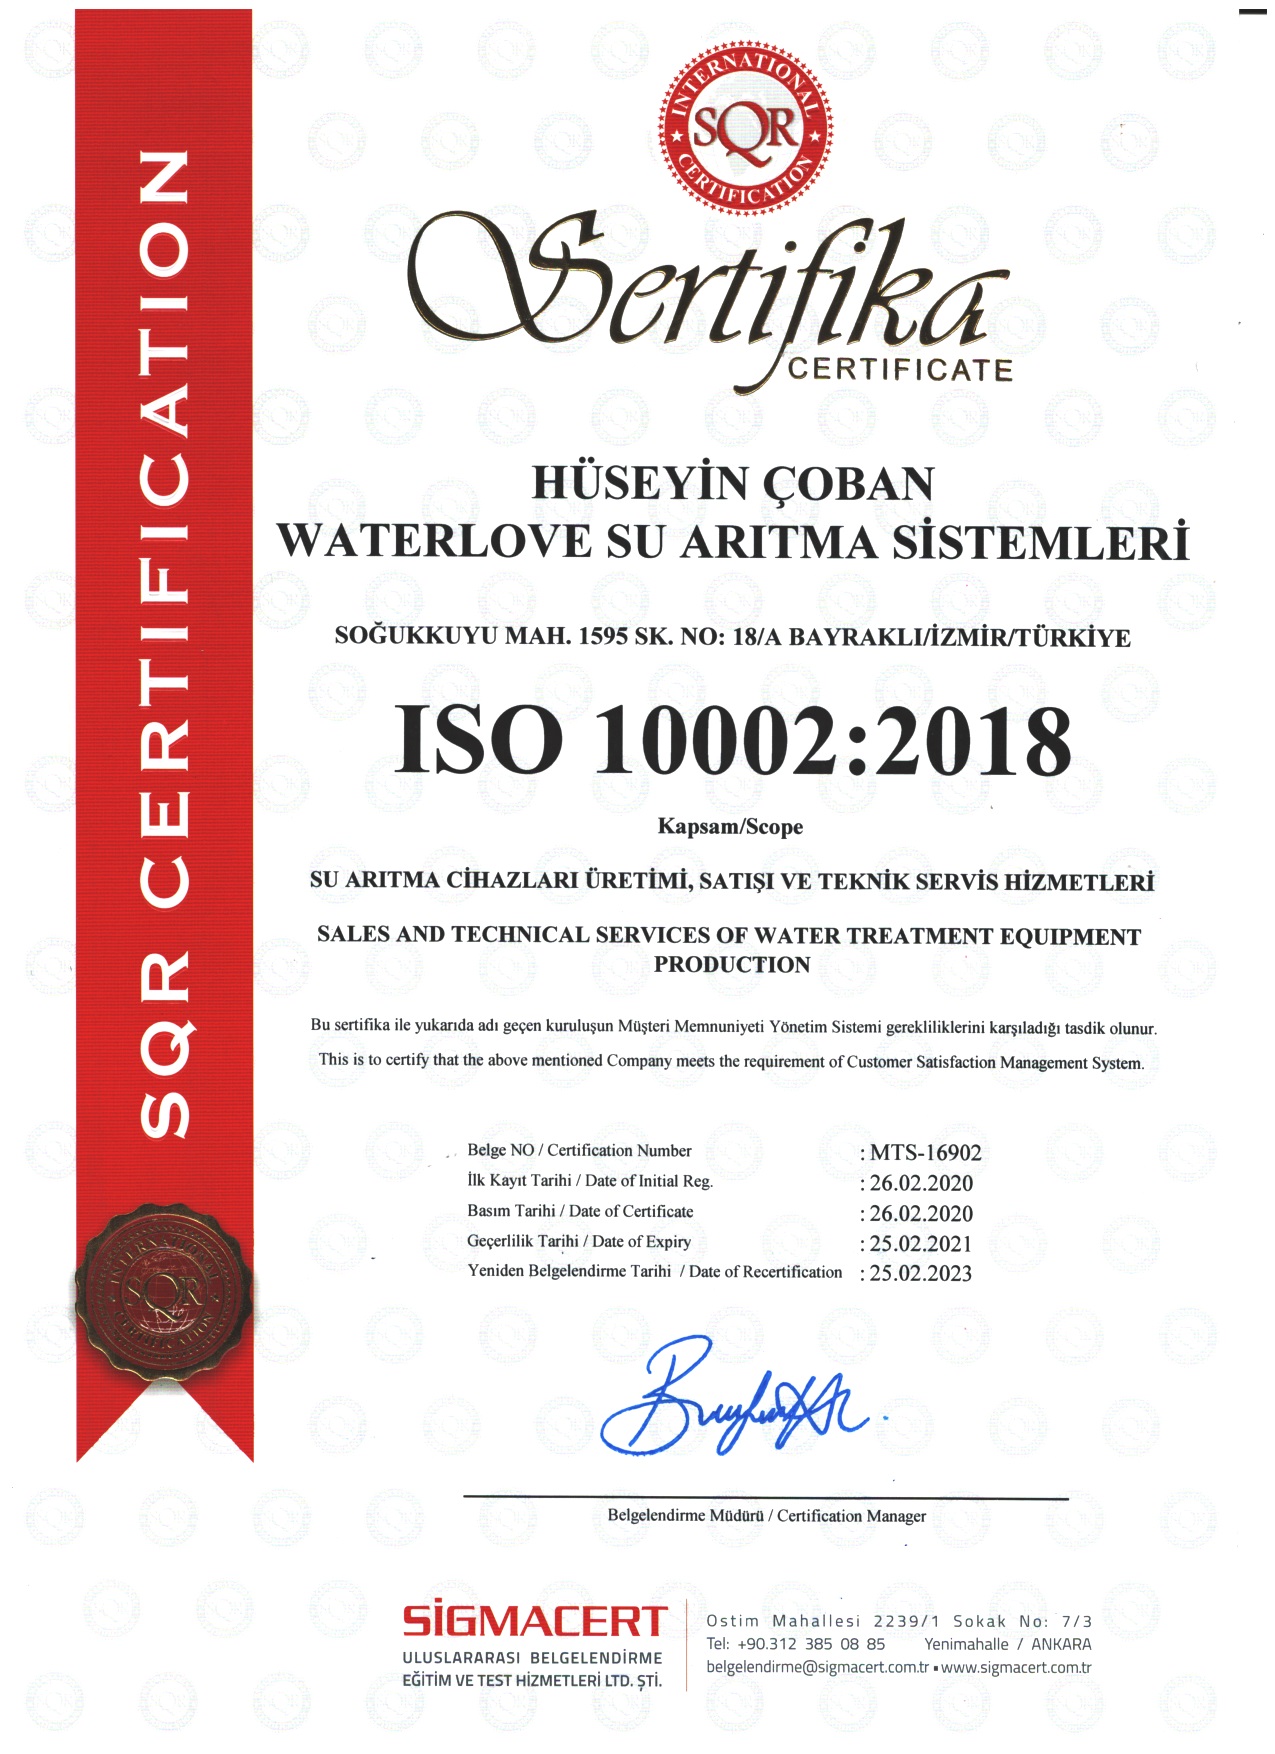 INTERNATIONAL
SQR
CERTIFICATION
Sertifika
CERTIFICATE
SQR CERTIFICATION
HÜSEYİN ÇOBAN
WATERLOVE SU ARITMA SİSTEMLERİ
SOĞUKKUYU MAH. 1595 SK. NO: 18/A BAYRAKLI/İZMİR/TÜRKİYE
ISO 10002:2018
Kapsam/Scope
SU ARITMA CİHAZLARI ÜRETİMİ, SATIŞI VE TEKNİK SERVİS HİZMETLERİ
SALES AND TECHNICAL SERVICES OF WATER TREATMENT EQUIPMENT
PRODUCTION
Bu sertifika ile yukarıda adı geçen kuruluşun Müşteri Memnuniyeti Yönetim Sistemi gerekliliklerini karşıladığı tasdik olunur.
This is to certify that the above mentioned Company meets the requirement of Customer Satisfaction Management System.
Belge NO / Certification Number : MTS-16902
İlk Kayıt Tarihi / Date of Initial Reg. : 26.02.2020
Basım Tarihi / Date of Certificate : 26.02.2020
Geçerlilik Tarihi / Date of Expiry : 25.02.2021
Yeniden Belgelendirme Tarihi / Date of Recertification : 25.02.2023
INTERNATIONAL
SQR
CERTIFICATION
Belgelendirme Müdürü / Certification Manager
SİGMACERT
ULUSLARARASI BELGELENDİRME
EĞİTİM VE TEST HİZMETLERİ LTD. ŞTİ.
Ostim Mahallesi 2239/1 Sokak No: 7/3
Tel: +90.312 385 08 85 Yenimahalle / ANKARA
belgelendirme@sigmacert.com.tr ▪ www.sigmacert.com.tr